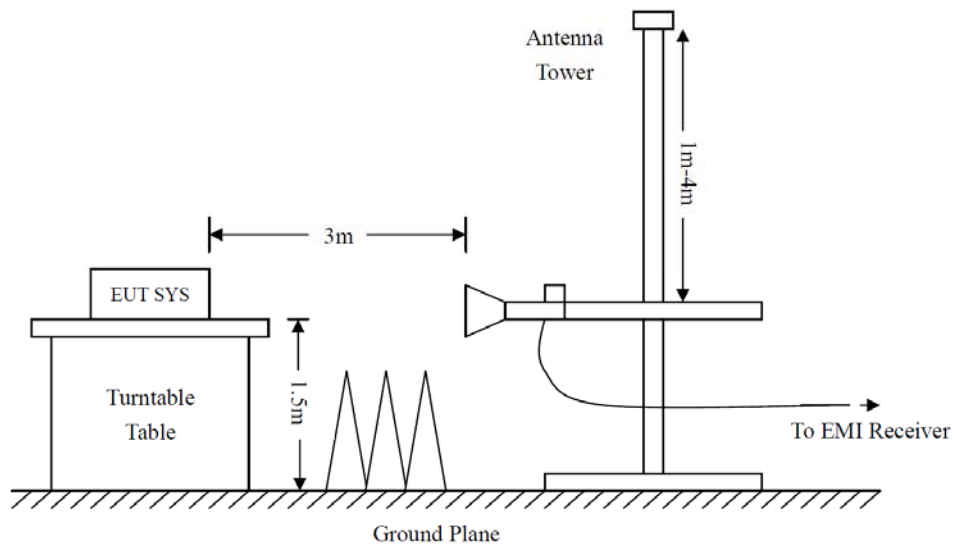 Antenna
Tower
1m-4m
3m
EUT SYS
1.5m
Turntable
Table
To EMI Receiver
Ground Plane